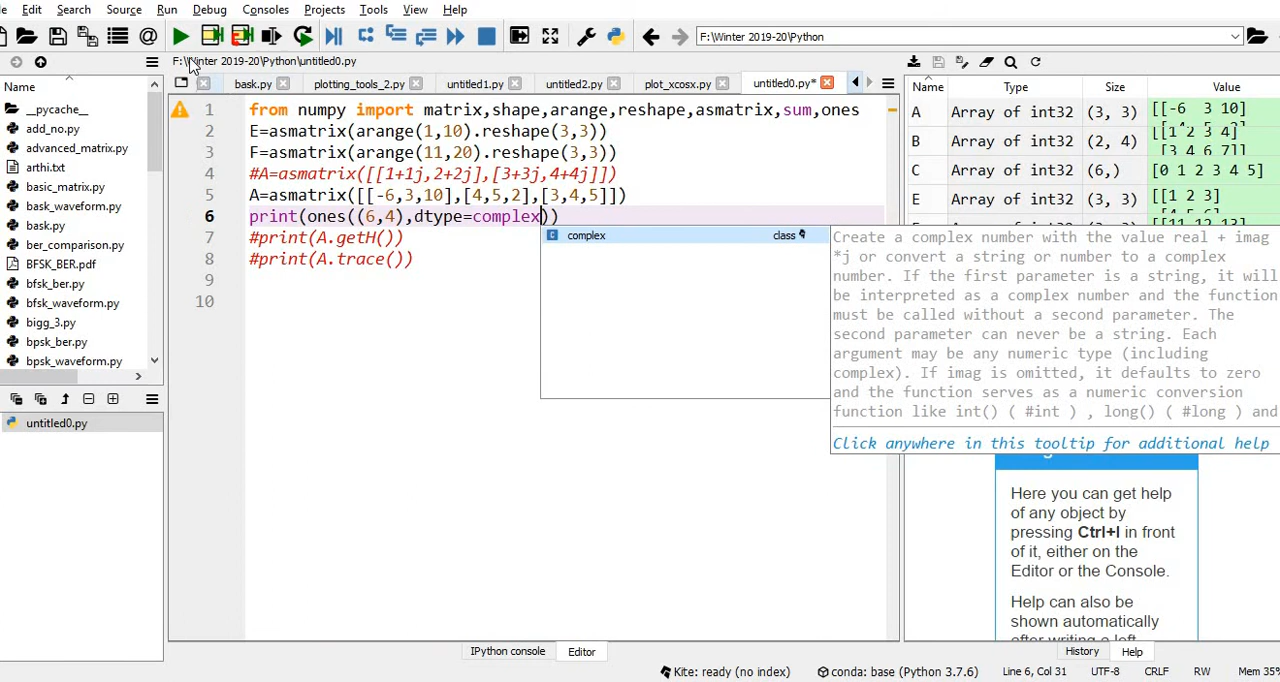 Edit Search Source Run Debug Consoles Projects Tools View Help
F:\Winter 2019-20\Python
F:\Winter 2019-20\Python\untitled0.py
Name
__pycache__
add_no.py
advanced_matrix.py
arthi.txt
basic_matrix.py
bask_waveform.py
bask.py
ber_comparison.py
BFSK_BER.pdf
bfsk_ber.py
bfsk_waveform.py
bigg_3.py
bpsk_ber.py
bpsk_waveform.py
untitled0.py
bask.py plotting_tools_2.py untitled1.py untitled2.py plot_xcosx.py untitled0.py*
1 from numpy import matrix,shape,arange,reshape,asmatrix,sum,ones
2 E=asmatrix(arange(1,10).reshape(3,3))
3 F=asmatrix(arange(11,20).reshape(3,3))
4 #A=asmatrix([[1+1j,2+2j],[3+3j,4+4j]])
5 A=asmatrix([[-6,3,10],[4,5,2],[3,4,5]])
6 print(ones((6,4),dtype=complex))
7 #print(A.getH())
8 #print(A.trace())
9
10
complex class
Create a complex number with the value real + imag
*j or convert a string or number to a complex
number. If the first parameter is a string, it will
be interpreted as a complex number and the function
must be called without a second parameter. The
second parameter can never be a string. Each
argument may be any numeric type (including
complex). If imag is omitted, it defaults to zero
and the function serves as a numeric conversion
function like int() ( #int ) , long() ( #long ) and
Click anywhere in this tooltip for additional help
Name Type Size Value
A Array of int32 (3, 3) [[-6 3 10]
B Array of int32 (2, 4) [[1 2 3 4]
[3 4 6 7]]
C Array of int32 (6,) [0 1 2 3 4 5]
E Array of int32 (3, 3) [[1 2 3]
Here you can get help
of any object by
pressing Ctrl+I in front
of it, either on the
Editor or the Console.
Help can also be
shown automatically
after writing a left
IPython console Editor
History Help
Kite: ready (no index) conda: base (Python 3.7.6) Line 6, Col 31 UTF-8 CRLF RW Mem 35%